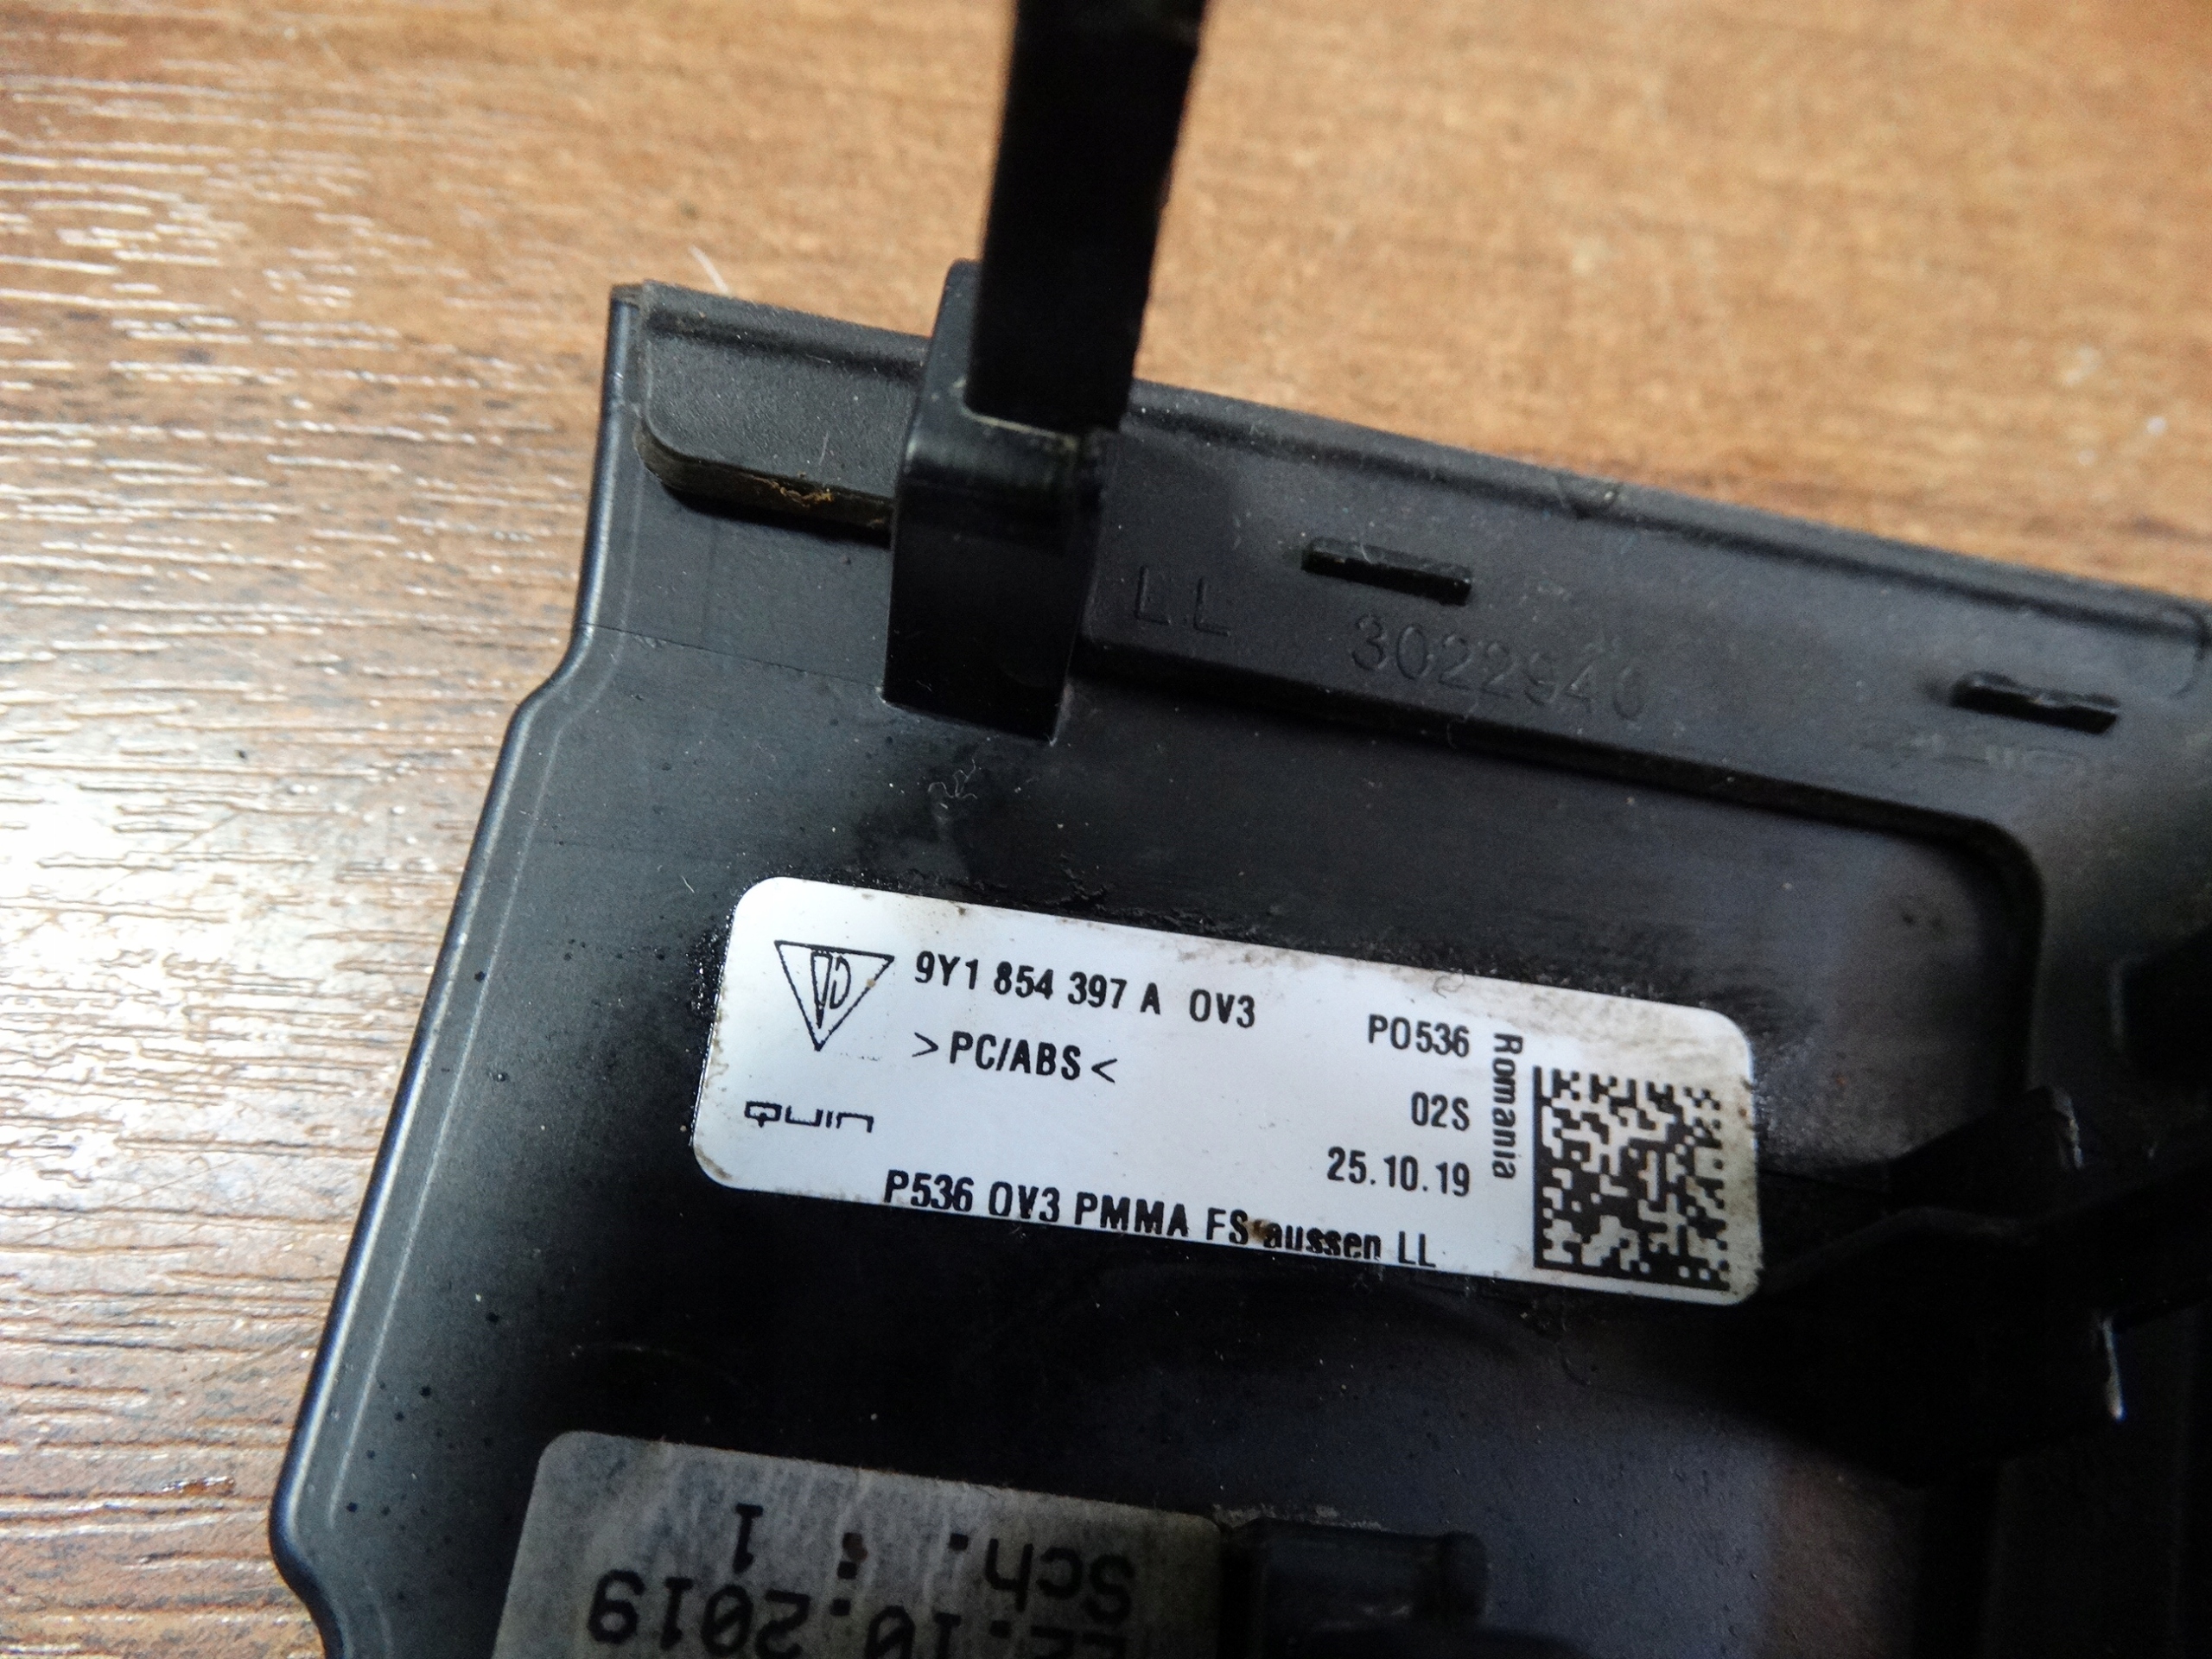 LL 3022940
9Y1 854 397 A OV3
PO536
>PC/ABS<
Romania
02S
QUIN
25.10.19
P536 OV3 PMMA FS aussen LL
Sch.: 1
.10.2019